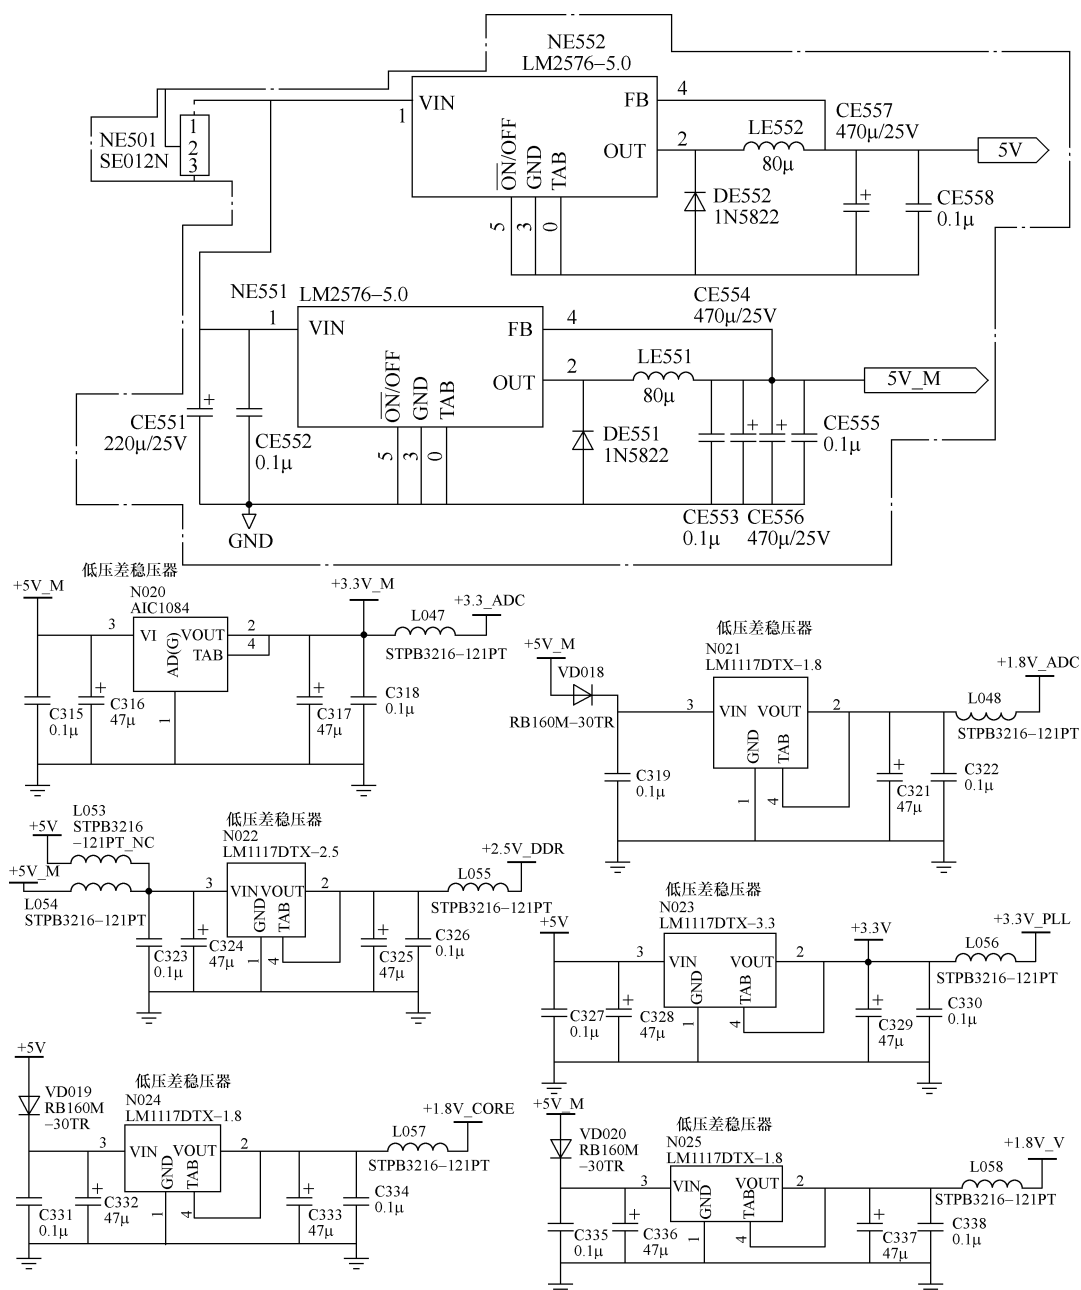 NE552
LM2576-5.0
NE501
SE012N
1
2
3
1
VIN
FB
4
OUT
2
ON/OFF
GND
TAB
5
3
0
LE552
80μ
CE557
470μ/25V
5V
DE552
1N5822
CE558
0.1μ
NE551
LM2576-5.0
1
VIN
FB
4
OUT
2
ON/OFF
GND
TAB
5
3
0
CE554
470μ/25V
LE551
80μ
5V_M
CE551
220μ/25V
CE552
0.1μ
DE551
1N5822
CE555
0.1μ
CE553
0.1μ
CE556
470μ/25V
GND
低压差稳压器
N020
AIC1084
+5V_M
3
VI
VOUT
TAB
AD(G)
2
4
1
+3.3V_M
L047
STPB3216-121PT
+3.3_ADC
C315
0.1μ
C316
47μ
C317
47μ
C318
0.1μ
低压差稳压器
N021
LM1117DTX-1.8
+5V_M
VD018
RB160M-30TR
3
VIN
VOUT
2
GND
TAB
1
4
+1.8V_ADC
L048
STPB3216-121PT
C319
0.1μ
C321
47μ
C322
0.1μ
低压差稳压器
N022
LM1117DTX-2.5
+5V
L053
STPB3216
-121PT_NC
+5V_M
L054
STPB3216-121PT
3
VIN
VOUT
2
GND
TAB
1
4
+2.5V_DDR
L055
STPB3216-121PT
C323
0.1μ
C324
47μ
C325
47μ
C326
0.1μ
低压差稳压器
N023
LM1117DTX-3.3
+5V
3
VIN
VOUT
2
GND
TAB
1
4
+3.3V
+3.3V_PLL
L056
STPB3216-121PT
C327
0.1μ
C328
47μ
C329
47μ
C330
0.1μ
低压差稳压器
N024
LM1117DTX-1.8
+5V
VD019
RB160M
-30TR
3
VIN
VOUT
2
GND
TAB
1
4
+1.8V_CORE
L057
STPB3216-121PT
C331
0.1μ
C332
47μ
C333
47μ
C334
0.1μ
低压差稳压器
N025
LM1117DTX-1.8
+5V_M
VD020
RB160M
-30TR
3
VIN
VOUT
2
GND
TAB
1
4
+1.8V_V
L058
STPB3216-121PT
C335
0.1μ
C336
47μ
C337
47μ
C338
0.1μ